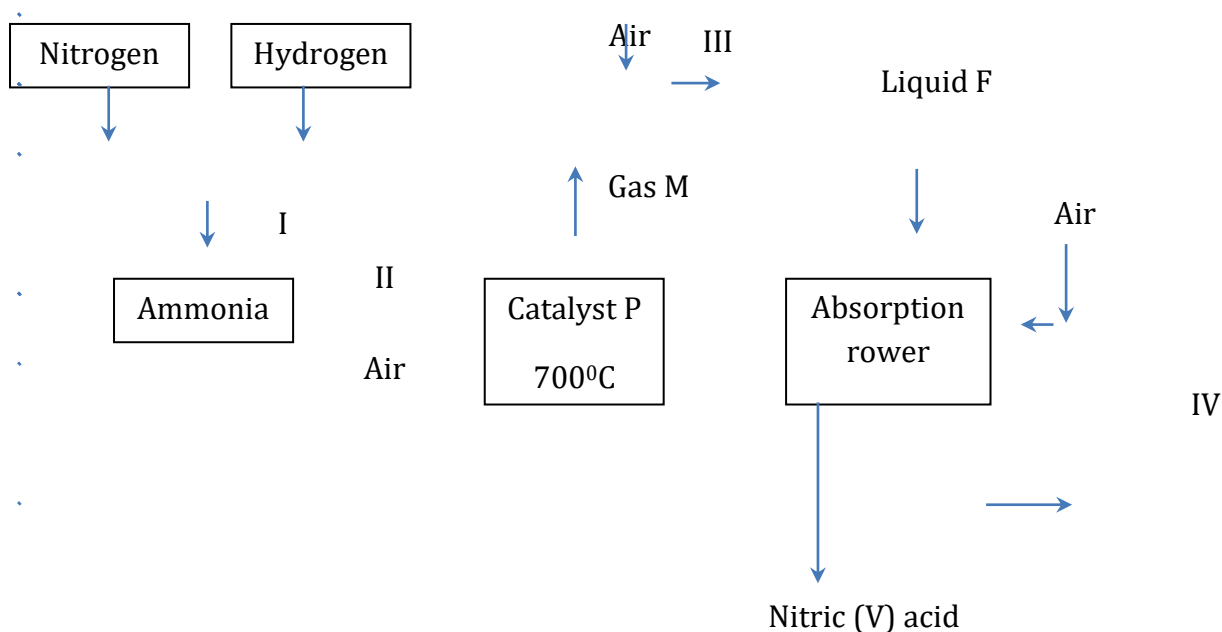 Nitrogen
Hydrogen
Air
III
Liquid F
Gas M
Air
I
II
Ammonia
Catalyst P
700⁰C
Absorption
rower
Air
IV
Nitric (V) acid